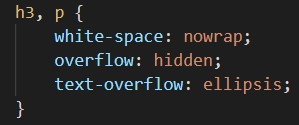 h3, p {
    white-space: nowrap;
    overflow: hidden;
    text-overflow: ellipsis;
}